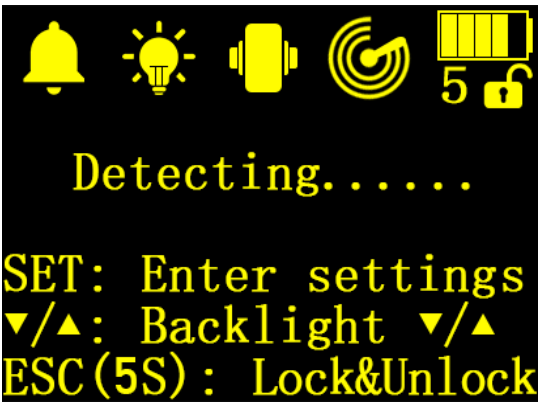 5
Detecting......
SET: Enter settings
▼/▲: Backlight ▼/▲
ESC(5S): Lock&Unlock